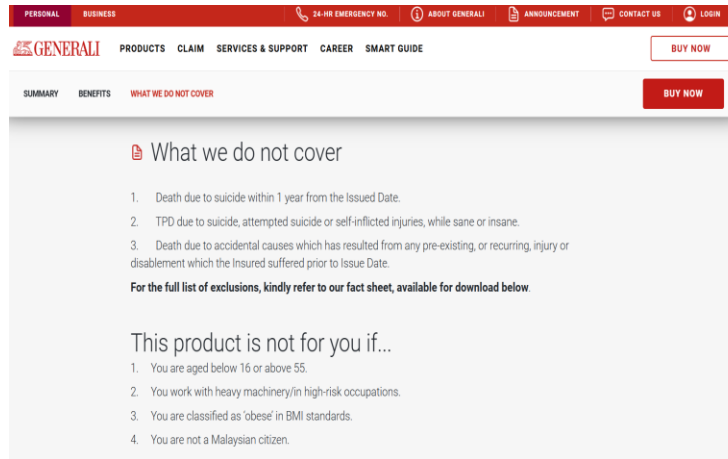 PERSONAL BUSINESS 24-HR EMERGENCY NO. ABOUT GENERALI ANNOUNCEMENT CONTACT US LOGIN
GENERALI PRODUCTS CLAIM SERVICES & SUPPORT CAREER SMART GUIDE BUY NOW
SUMMARY BENEFITS WHAT WE DO NOT COVER BUY NOW
What we do not cover
1. Death due to suicide within 1 year from the Issued Date.
2. TPD due to suicide, attempted suicide or self-inflicted injuries, while sane or insane.
3. Death due to accidental causes which has resulted from any pre-existing, or recurring, injury or
disablement which the Insured suffered prior to Issue Date.
For the full list of exclusions, kindly refer to our fact sheet, available for download below.
This product is not for you if...
1. You are aged below 16 or above 55.
2. You work with heavy machinery/in high-risk occupations.
3. You are classified as 'obese' in BMI standards.
4. You are not a Malaysian citizen.